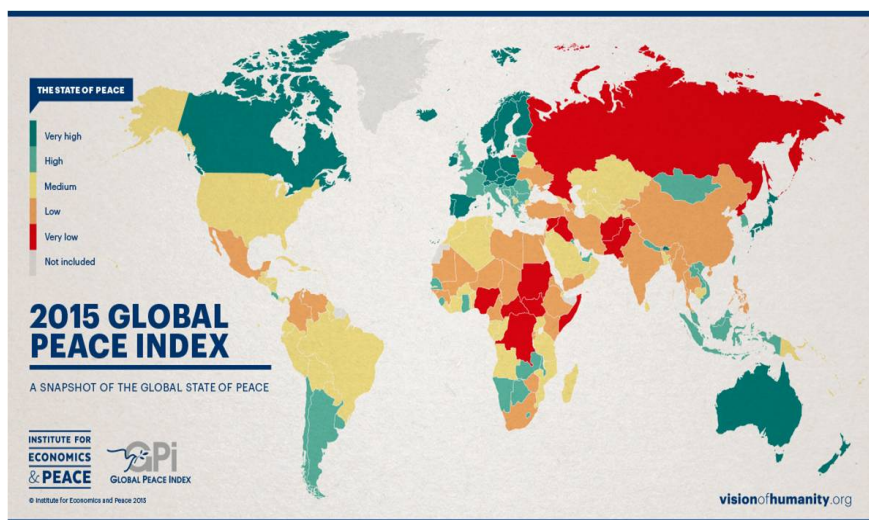 THE STATE OF PEACE
Very high
High
Medium
Low
Very low
Not included
2015 GLOBAL
PEACE INDEX
A SNAPSHOT OF THE GLOBAL STATE OF PEACE
INSTITUTE FOR
ECONOMICS
& PEACE
GPi
GLOBAL PEACE INDEX
© Institute for Economics and Peace 2015
visionofhumanity.org